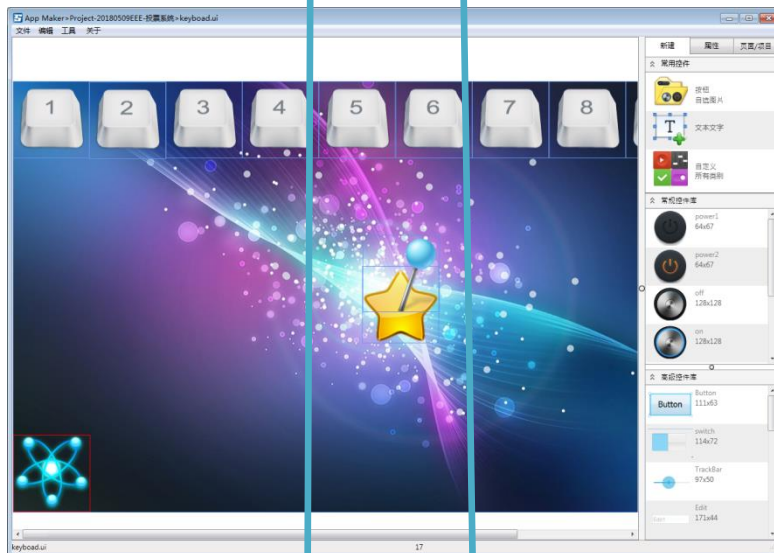 App Maker>Project-20180509EEE-投票系统>keyboad.ui
文件 编辑 工具 关于
1 2 3 4 5 6 7 8
新建 属性 页面/项目
常用控件
按钮
自选图片
T
文本文字
自定义
所有类别
常规控件库
power1
64x67
power2
64x67
off
128x128
on
128x128
高级控件库
Button
Button
111x63
switch
114x72
TrackBar
97x50
Edit
171x44
keyboad.ui 17